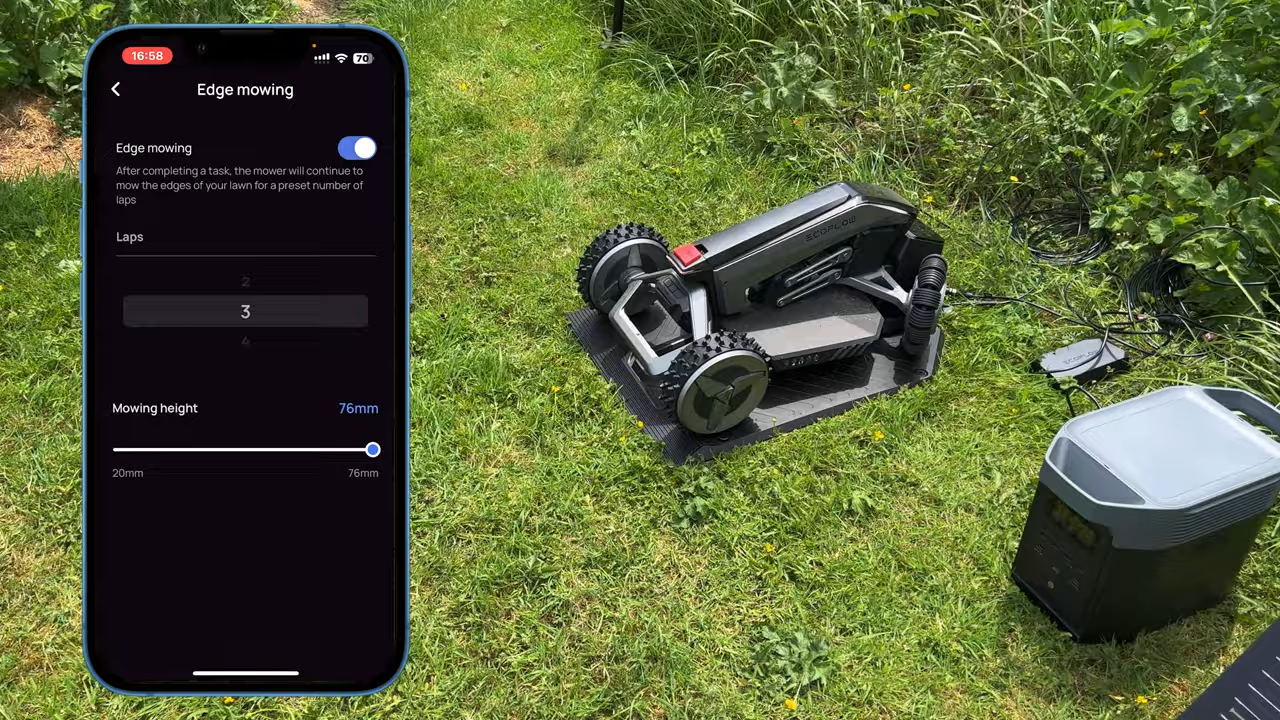 16:58
70
Edge mowing
Edge mowing
After completing a task, the mower will continue to
mow the edges of your lawn for a preset number of
laps
Laps
2
3
4
Mowing height
76mm
20mm
76mm
ECOFLOW
ECOFLOW